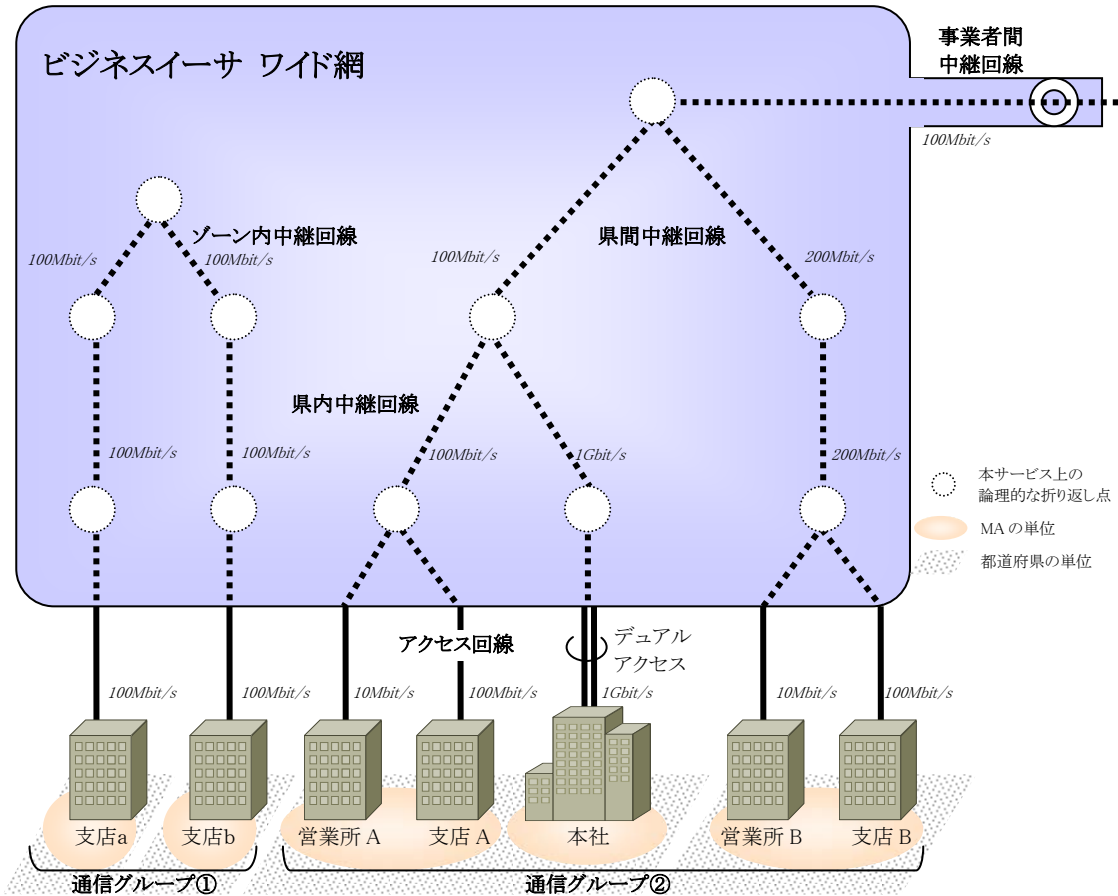 事業者間
中継回線
ビジネスイーサ ワイド網
100Mbit/s
ゾーン内中継回線
県間中継回線
100Mbit/s
100Mbit/s
100Mbit/s
200Mbit/s
県内中継回線
100Mbit/s
100Mbit/s
100Mbit/s
1Gbit/s
200Mbit/s
本サービス上の
論理的な折り返し点
MAの単位
都道府県の単位
アクセス回線
デュアル
アクセス
100Mbit/s
100Mbit/s
10Mbit/s
100Mbit/s
1Gbit/s
10Mbit/s
100Mbit/s
支店a
支店b
営業所 A
支店 A
本社
営業所 B
支店 B
通信グループ①
通信グループ②